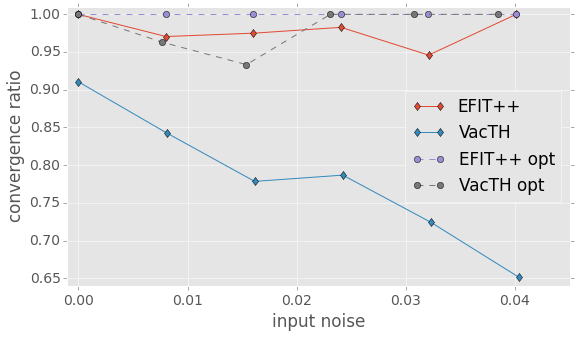 1.00
0.95
0.90
0.85
0.80
0.75
0.70
0.65
convergence ratio
EFIT++
VacTH
EFIT++ opt
VacTH opt
0.00 0.01 0.02 0.03 0.04
input noise